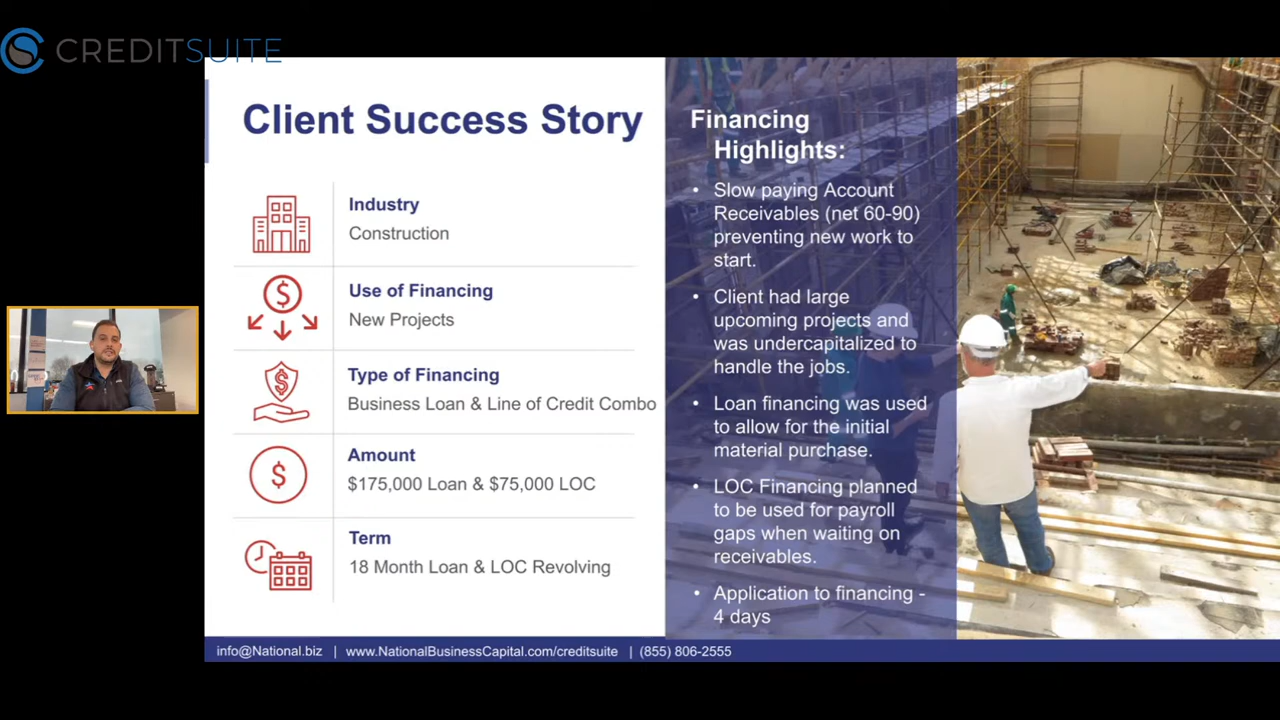 CREDITSUITE
Client Success Story
Industry
Construction
Use of Financing
New Projects
Type of Financing
Business Loan & Line of Credit Combo
Amount
$175,000 Loan & $75,000 LOC
Term
18 Month Loan & LOC Revolving
Financing
Highlights:
• Slow paying Account
Receivables (net 60-90)
preventing new work to
start.
• Client had large
upcoming projects and
was undercapitalized to
handle the jobs.
• Loan financing was used
to allow for the initial
material purchase.
• LOC Financing planned
to be used for payroll
gaps when waiting on
receivables.
• Application to financing -
4 days
info@National.biz | www.NationalBusinessCapital.com/creditsuite | (855) 806-2555